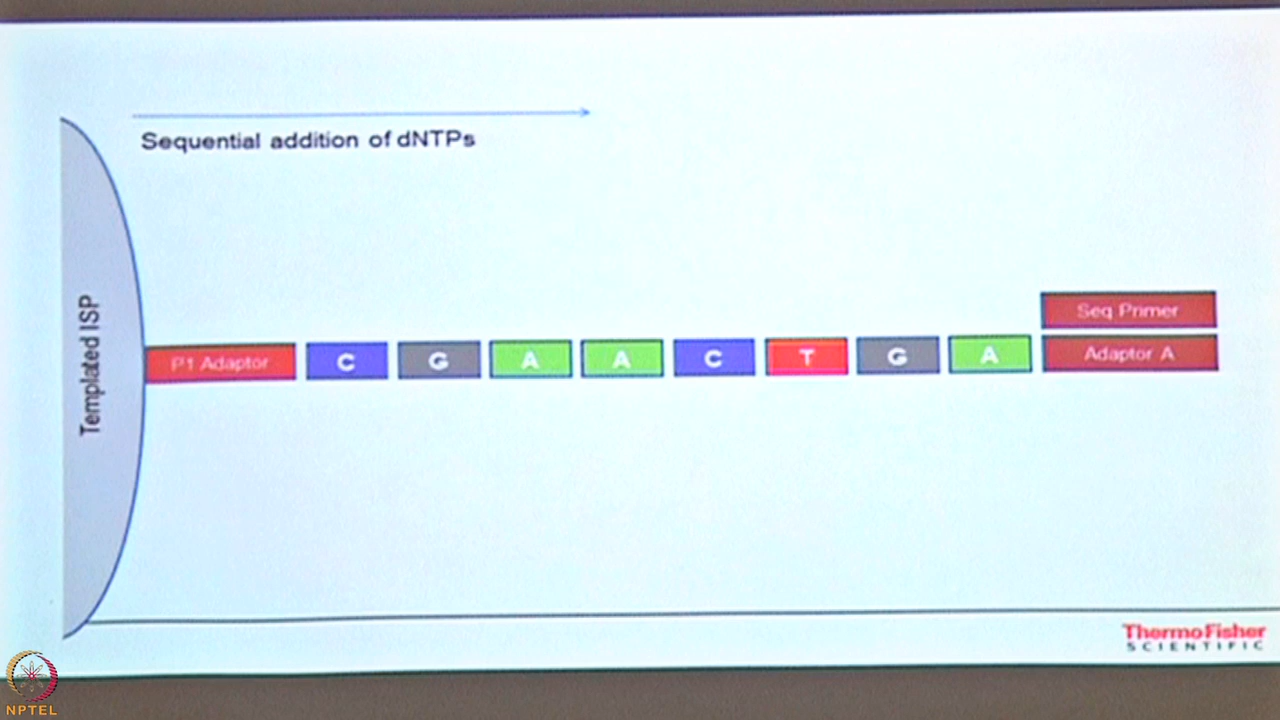 Sequential addition of dNTPs
Templated ISP
Seq Primer
P1 Adaptor C G A A C T G A Adaptor A
ThermoFisher
SCIENTIFIC
NPTEL